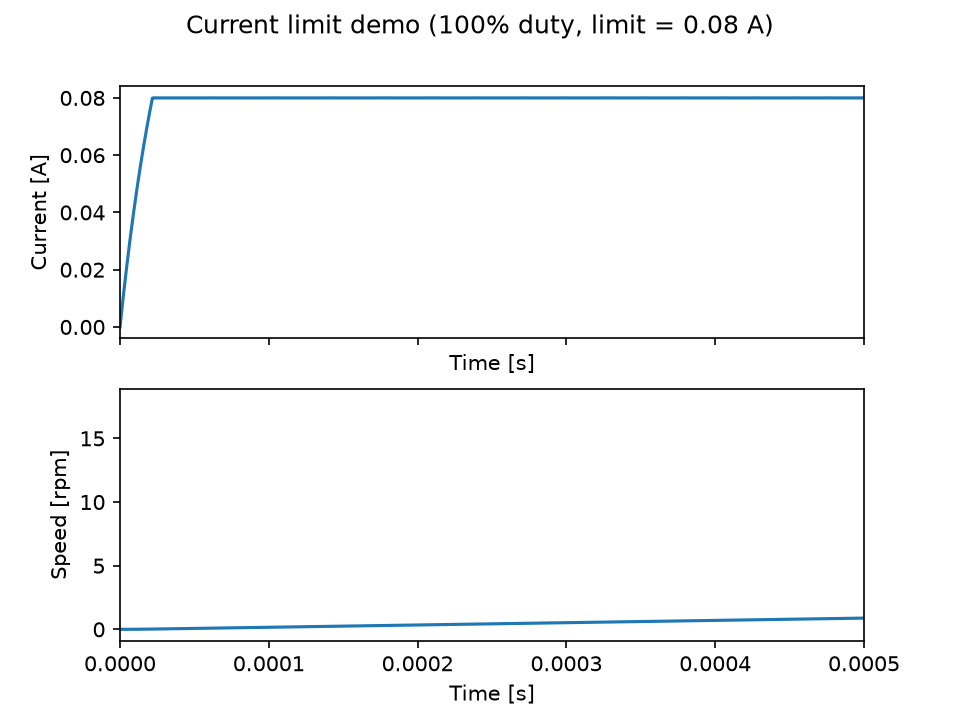 Current limit demo (100% duty, limit = 0.08 A)
0.08
0.06
0.04
0.02
0.00
Current [A]
Time [s]
15
10
5
0
Speed [rpm]
0.0000 0.0001 0.0002 0.0003 0.0004 0.0005
Time [s]